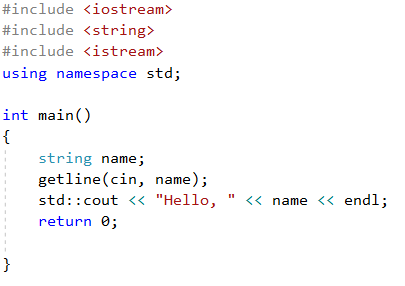 #include <iostream>
#include <string>
#include <istream>
using namespace std;
int main()
{
    string name;
    getline(cin, name);
    std::cout << "Hello, " << name << endl;
    return 0;
}